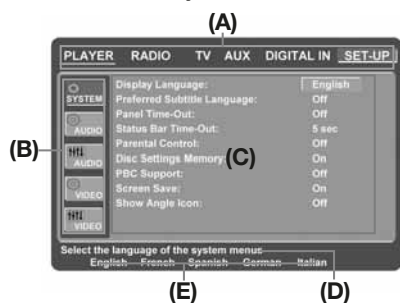 (A)
PLAYER RADIO TV AUX DIGITAL IN SET-UP
SYSTEM
AUDIO
AUDIO
VIDEO
VIDEO
Display Language: English
Preferred Subtitle Language: Off
Panel Time-Out: Off
Status Bar Time-Out: 5 sec
Parental Control: Off
Disc Settings Memory: On
PBC Support: Off
Screen Save: On
Show Angle Icon: Off
(B)
(C)
Select the language of the system menus
English French Spanish German Italian
(E) (D)